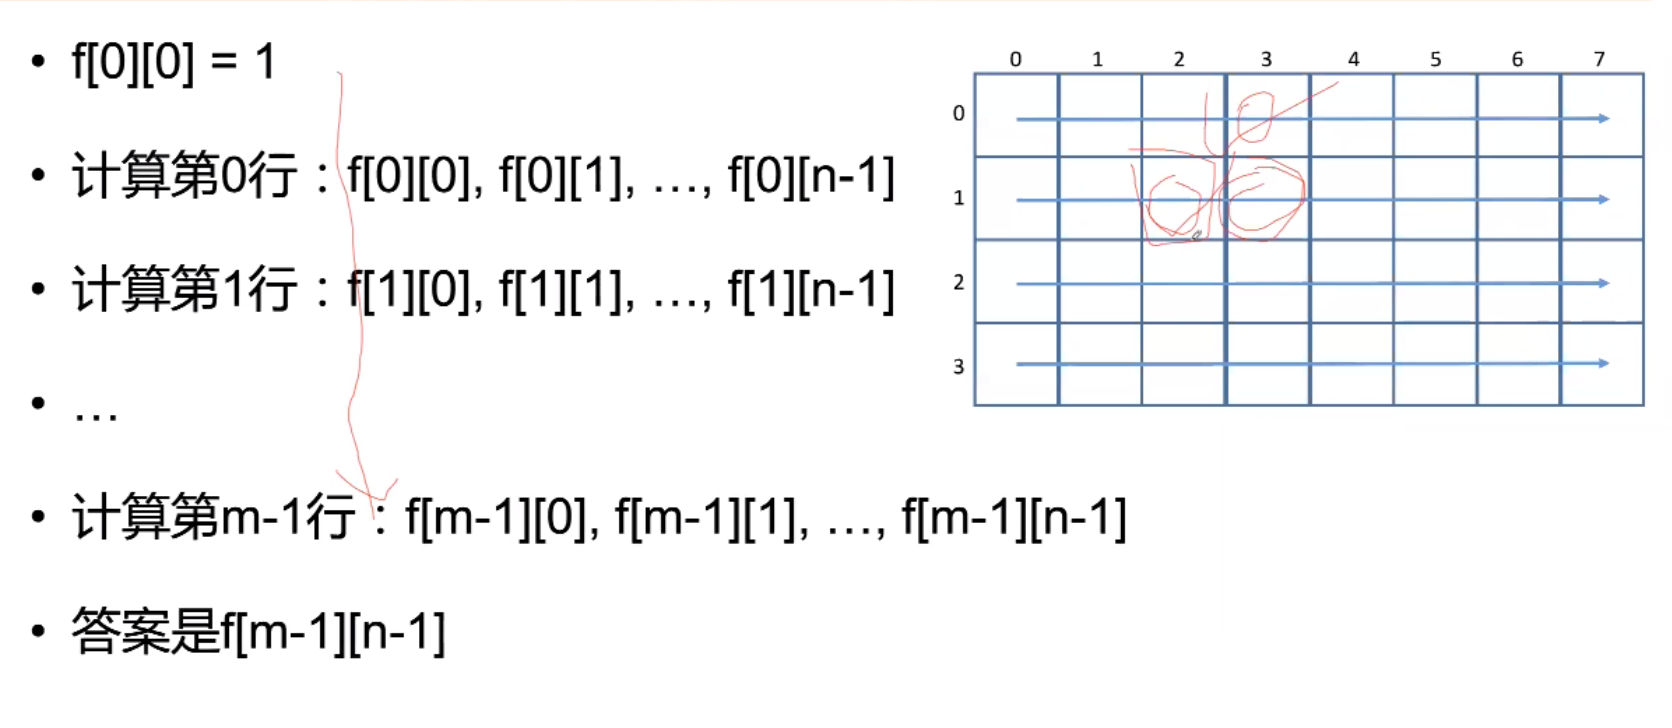 • f[0][0] = 1
• 计算第0行：f[0][0], f[0][1], …, f[0][n-1]
• 计算第1行：f[1][0], f[1][1], …, f[1][n-1]
• …
• 计算第m-1行：f[m-1][0], f[m-1][1], …, f[m-1][n-1]
• 答案是f[m-1][n-1]
0 1 2 3 4 5 6 7
0
1
2
3